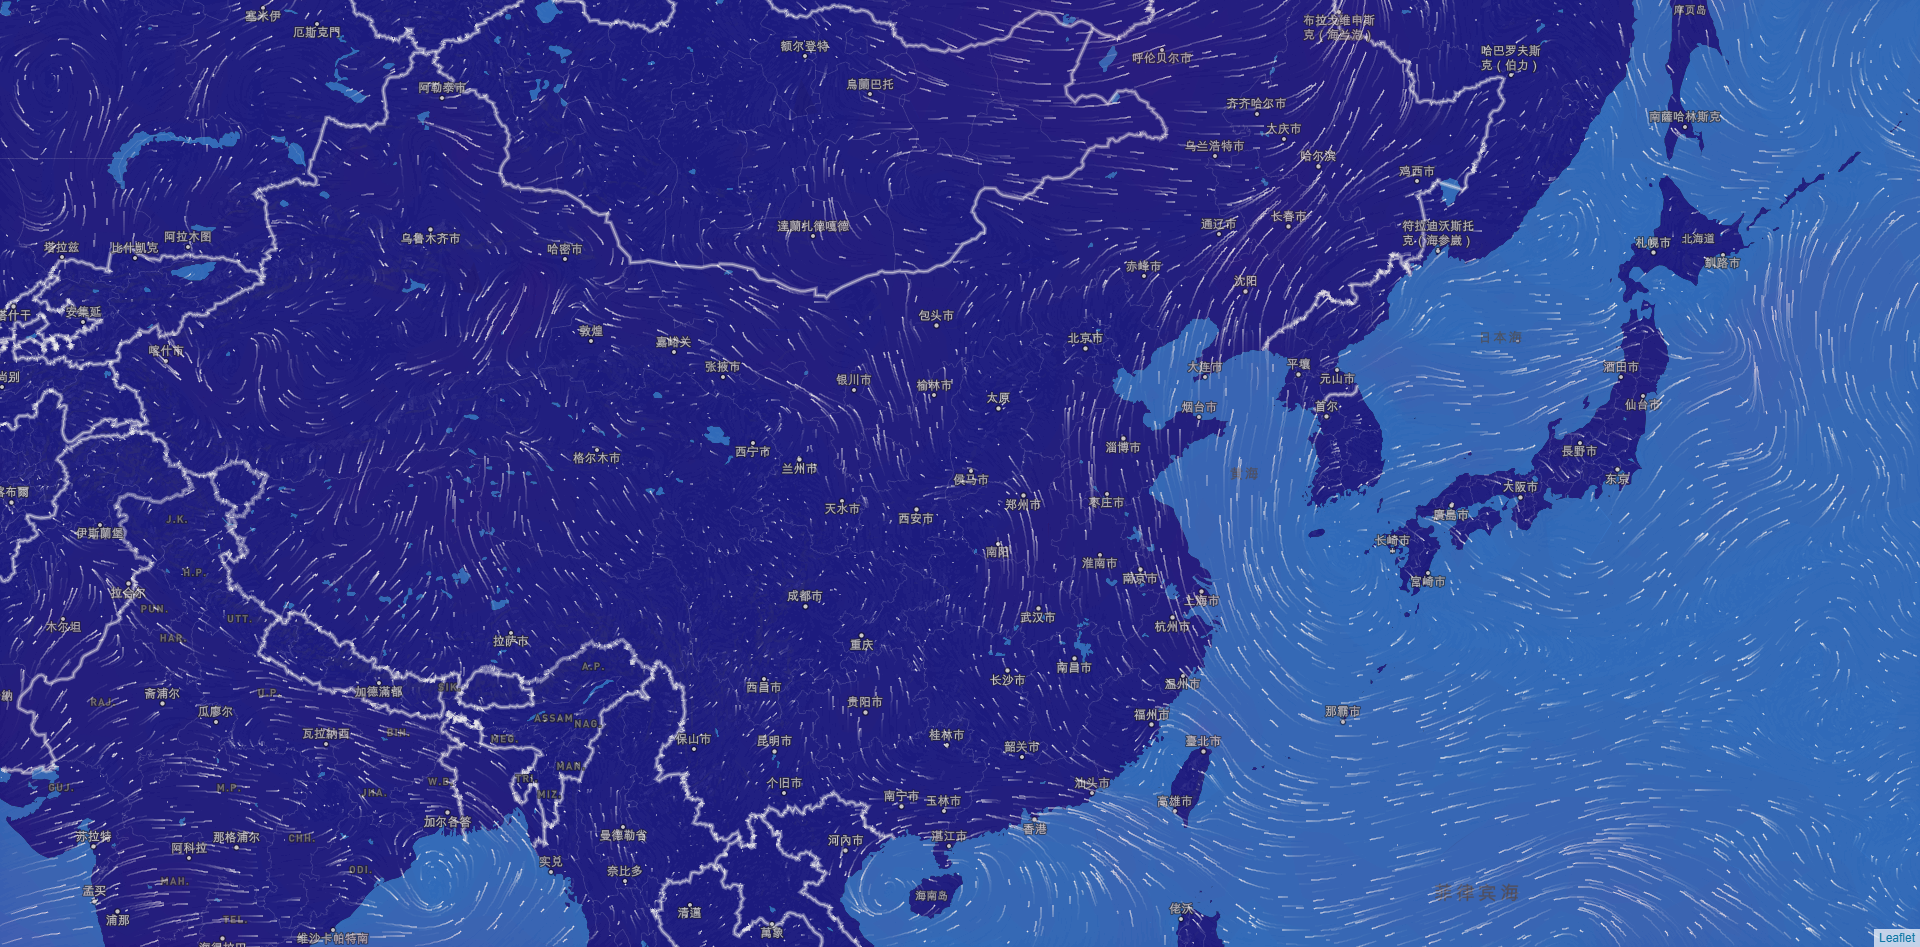 塞米伊
厄斯克門
额尔登特
布拉戈维申斯
克（海兰泡）
库页岛
呼伦贝尔市
哈巴罗夫斯
克（伯力）
阿勒泰市
烏蘭巴托
齐齐哈尔市
大庆市
南薩哈林斯克
乌兰浩特市
哈尔滨
鸡西市
塔拉兹
比什凯克
阿拉木图
乌鲁木齐市
哈密市
達蘭扎德嘎德
通辽市
长春市
符拉迪沃斯托
克（海参崴）
札幌市
北海道
釧路市
赤峰市
沈阳
塔什干
安集延
包头市
敦煌
嘉峪关
北京市
日本海
喀什市
张掖市
银川市
榆林市
太原
大连市
平壤
元山市
酒田市
尚别
烟台市
首尔
仙台市
西宁市
兰州市
格尔木市
淄博市
長野市
东京
黄海
侯马市
喀布爾
天水市
西安市
郑州市
枣庄市
大阪市
廣島市
J.K.
伊斯蘭堡
南阳
淮南市
南京市
长崎市
宮崎市
H.P.
拉合尔
PUN.
UTT.
木尔坦
HAR.
成都市
武汉市
上海市
杭州市
拉萨市
重庆
A.P.
南昌市
纳
RAJ.
斋浦尔
U.P.
加德滿都
SIK.
西昌市
贵阳市
长沙市
温州市
瓜廖尔
瓦拉納西
BIH.
ASSAM
NAG.
MEG.
保山市
昆明市
桂林市
韶关市
福州市
那霸市
臺北市
GUJ.
M.P.
JHA.
W.B.
TRI.
MAN.
MIZ.
个旧市
南宁市
玉林市
汕头市
高雄市
苏拉特
阿科拉
那格浦尔
CHH.
加尔各答
曼德勒省
河內市
湛江市
香港
实兑
奈比多
ODI.
MAH.
孟买
海南岛
菲律宾海
浦那
TEL.
维沙卡帕特南
海得拉巴
清邁
萬象
佬沃
Leaflet